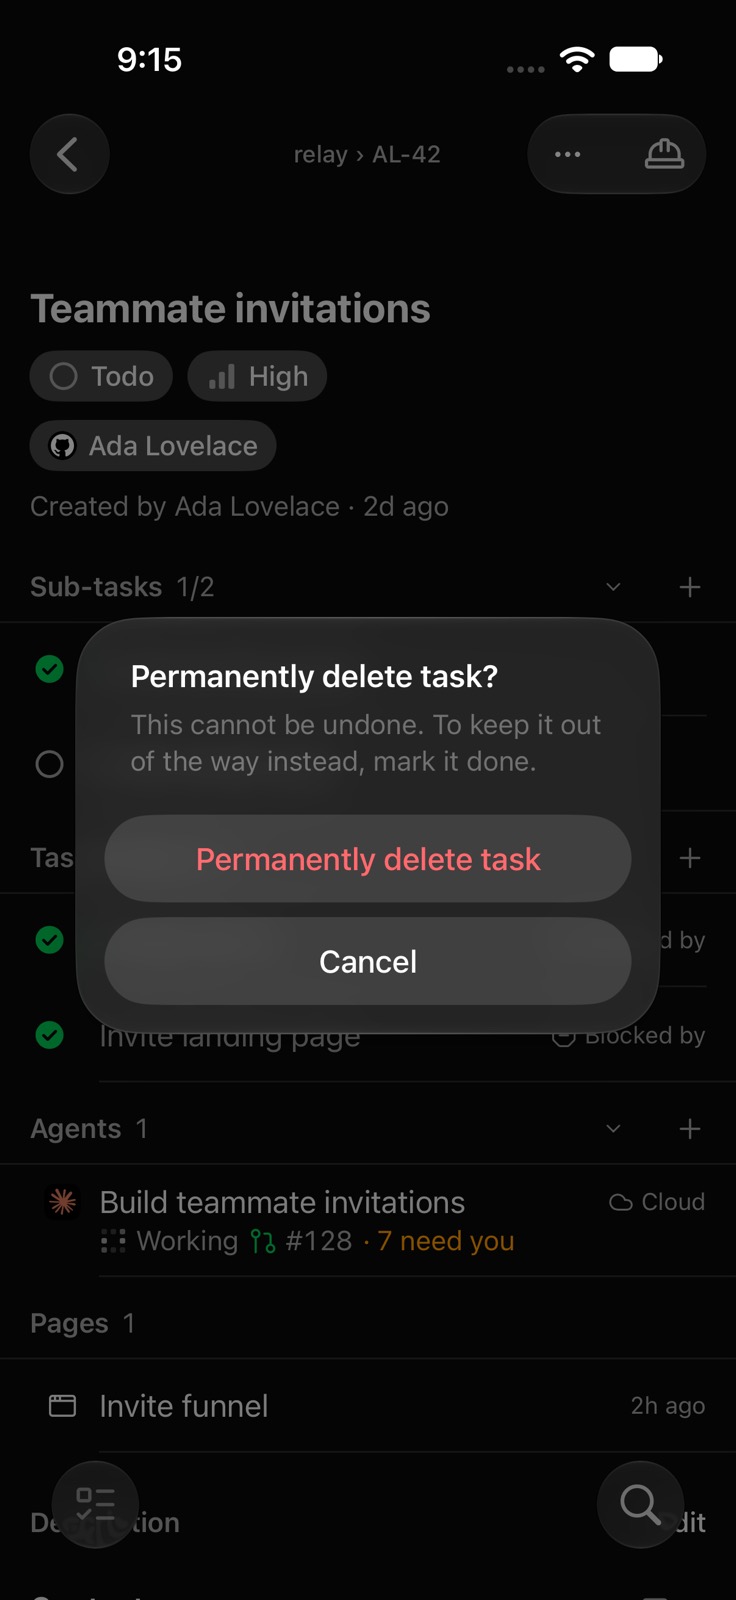 9:15
relay › AL-42
Teammate invitations
Todo
High
Ada Lovelace
Created by Ada Lovelace · 2d ago
Sub-tasks 1/2
Permanently delete task?
This cannot be undone. To keep it out
of the way instead, mark it done.
Permanently delete task
Cancel
Invite landing page
Blocked by
Agents 1
Build teammate invitations
Cloud
Working #128 · 7 need you
Pages 1
Invite funnel
2h ago